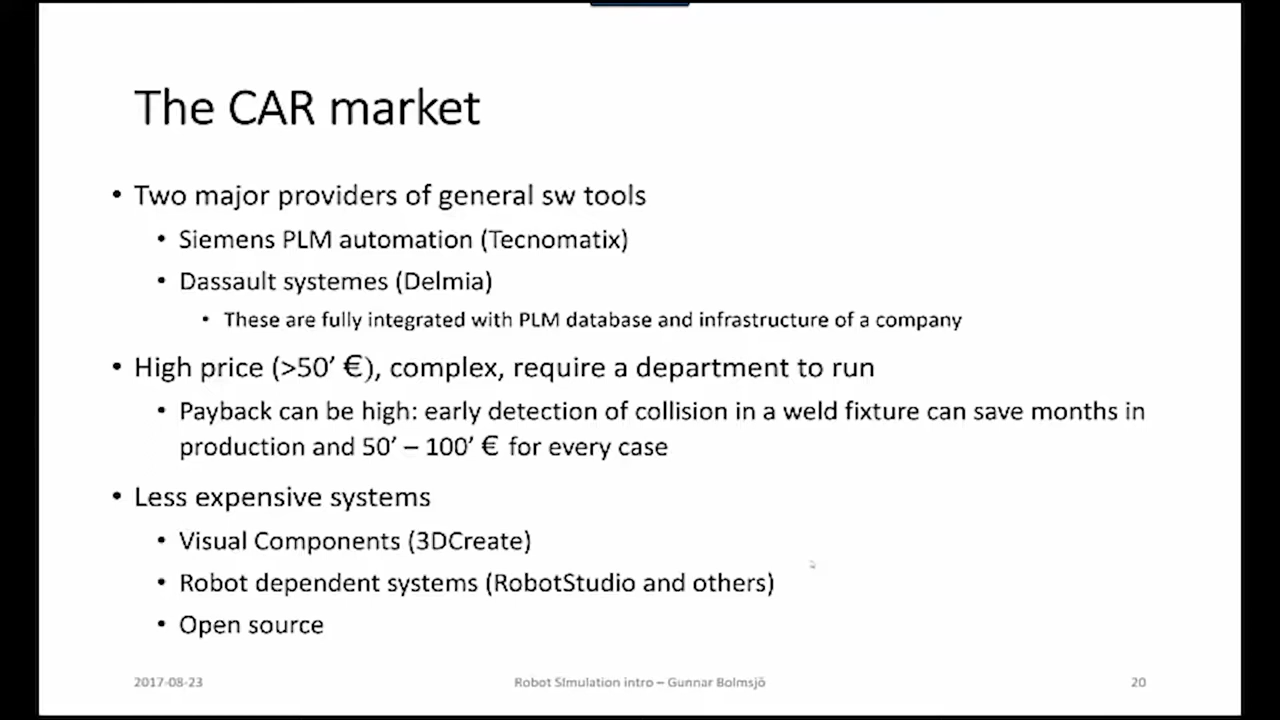 The CAR market
• Two major providers of general sw tools
• Siemens PLM automation (Tecnomatix)
• Dassault systemes (Delmia)
• These are fully integrated with PLM database and infrastructure of a company
• High price (>50’ €), complex, require a department to run
• Payback can be high: early detection of collision in a weld fixture can save months in
production and 50’ – 100’ € for every case
• Less expensive systems
• Visual Components (3DCreate)
• Robot dependent systems (RobotStudio and others)
• Open source
2017-08-23 Robot SImulation intro – Gunnar Bolmsjö 20